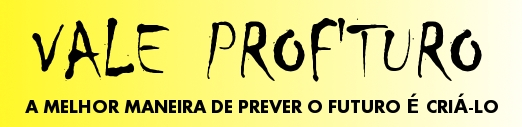 VALE PROF'TURO
A MELHOR MANEIRA DE PREVER O FUTURO É CRIÁ-LO